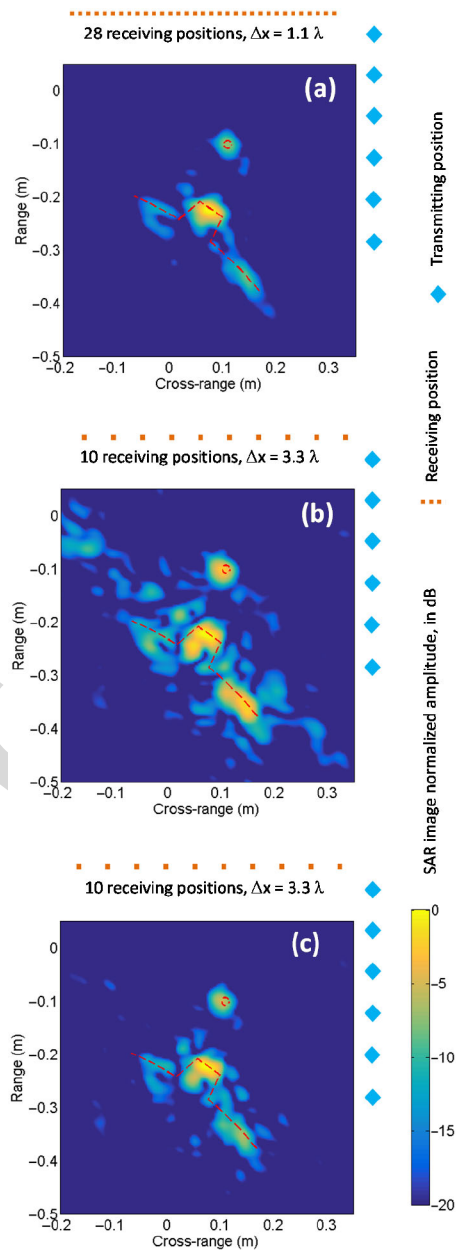 28 receiving positions, Δx = 1.1 λ
(a)
0
−0.1
−0.2
−0.3
−0.4
−0.5
Range (m)
−0.2
−0.1
0
0.1
0.2
0.3
Cross-range (m)
10 receiving positions, Δx = 3.3 λ
(b)
0
−0.1
−0.2
−0.3
−0.4
−0.5
Range (m)
−0.2
−0.1
0
0.1
0.2
0.3
Cross-range (m)
10 receiving positions, Δx = 3.3 λ
(c)
0
−0.1
−0.2
−0.3
−0.4
−0.5
Range (m)
−0.2
−0.1
0
0.1
0.2
0.3
Cross-range (m)
Transmitting position
Receiving position
SAR image normalized amplitude, in dB
0
−5
−10
−15
−20